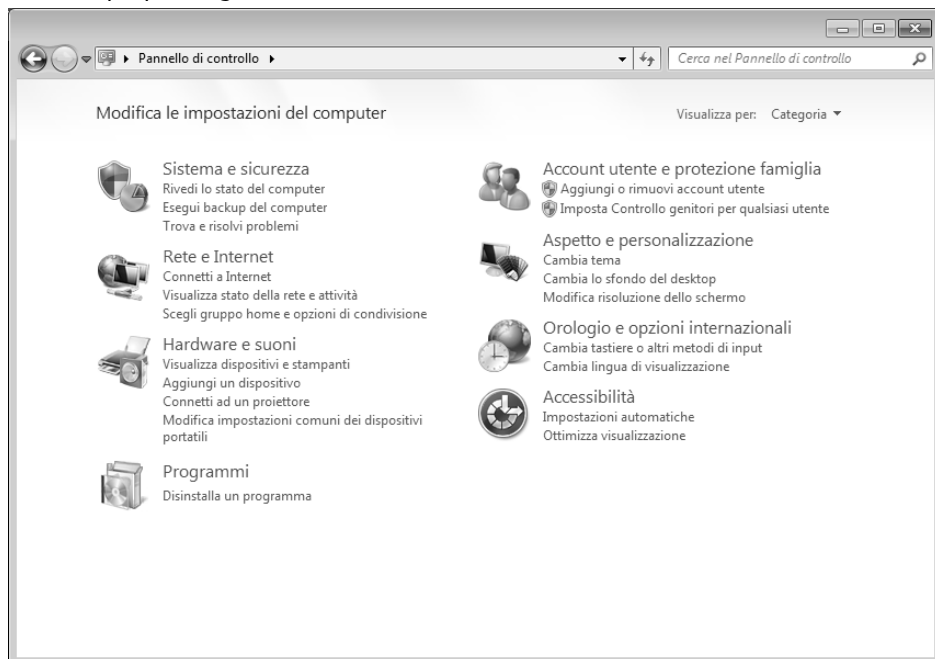 Pannello di controllo
Cerca nel Pannello di controllo
Modifica le impostazioni del computer
Visualizza per: Categoria
Sistema e sicurezza
Rivedi lo stato del computer
Esegui backup del computer
Trova e risolvi problemi
Rete e Internet
Connetti a Internet
Visualizza stato della rete e attività
Scegli gruppo home e opzioni di condivisione
Hardware e suoni
Visualizza dispositivi e stampanti
Aggiungi un dispositivo
Connetti ad un proiettore
Modifica impostazioni comuni dei dispositivi
portatili
Programmi
Disinstalla un programma
Account utente e protezione famiglia
Aggiungi o rimuovi account utente
Imposta Controllo genitori per qualsiasi utente
Aspetto e personalizzazione
Cambia tema
Cambia lo sfondo del desktop
Modifica risoluzione dello schermo
Orologio e opzioni internazionali
Cambia tastiere o altri metodi di input
Cambia lingua di visualizzazione
Accessibilità
Impostazioni automatiche
Ottimizza visualizzazione